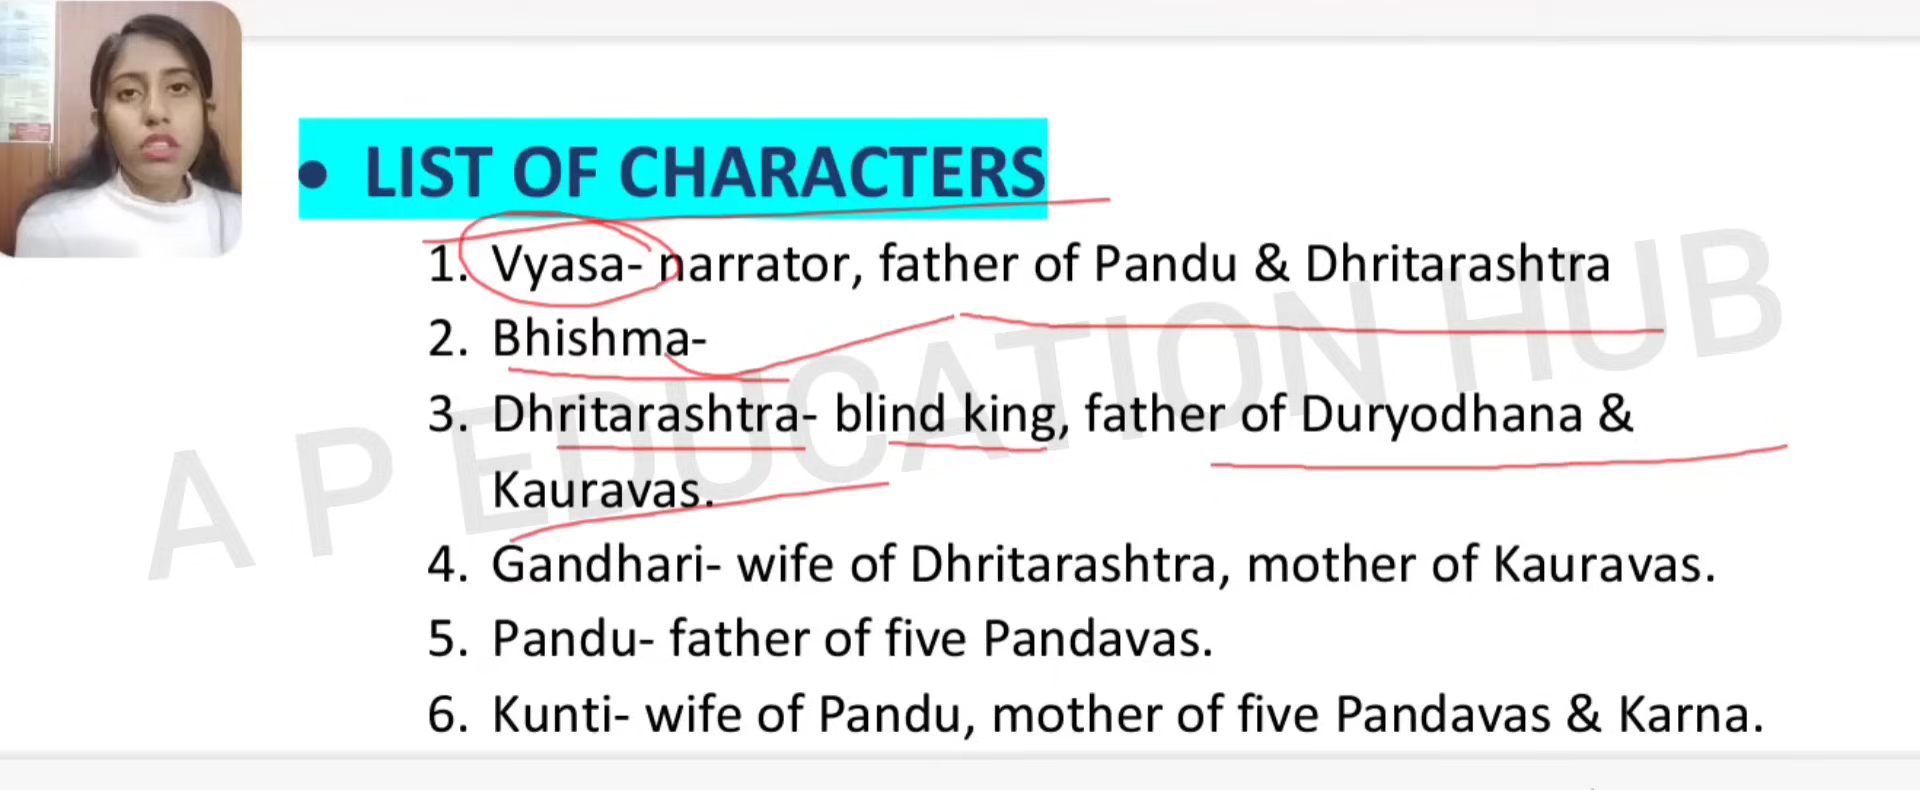 • LIST OF CHARACTERS
1. Vyasa- narrator, father of Pandu & Dhritarashtra
2. Bhishma-
3. Dhritarashtra- blind king, father of Duryodhana &
Kauravas.
4. Gandhari- wife of Dhritarashtra, mother of Kauravas.
5. Pandu- father of five Pandavas.
6. Kunti- wife of Pandu, mother of five Pandavas & Karna.
A P EDUCATION HUB